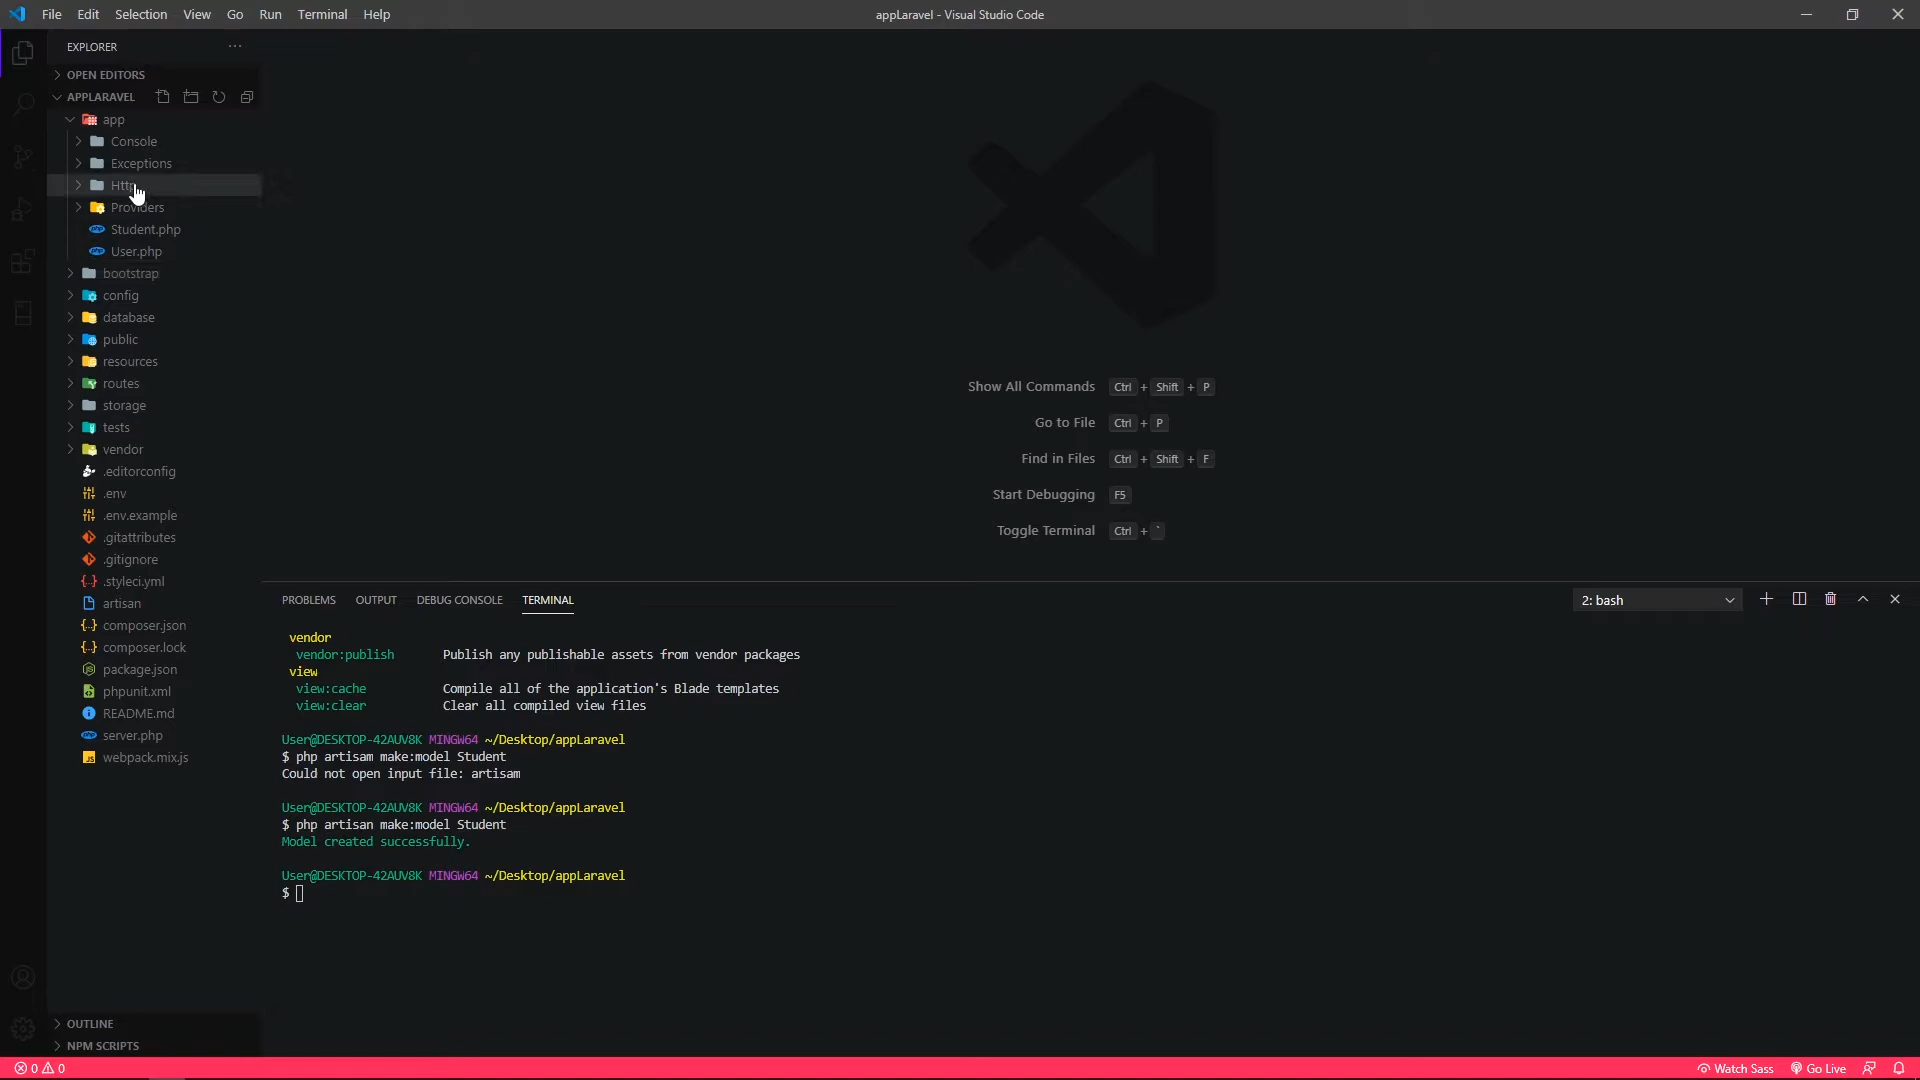 File Edit Selection View Go Run Terminal Help
appLaravel - Visual Studio Code
EXPLORER
OPEN EDITORS
APPLARAVEL
app
Console
Exceptions
Http
Providers
Student.php
User.php
bootstrap
config
database
public
resources
routes
storage
tests
vendor
.editorconfig
.env
.env.example
.gitattributes
.gitignore
.styleci.yml
artisan
composer.json
composer.lock
package.json
phpunit.xml
README.md
server.php
webpack.mix.js
OUTLINE
NPM SCRIPTS
Show All Commands Ctrl + Shift + P
Go to File Ctrl + P
Find in Files Ctrl + Shift + F
Start Debugging F5
Toggle Terminal Ctrl + `
PROBLEMS OUTPUT DEBUG CONSOLE TERMINAL
2: bash
vendor
vendor:publish Publish any publishable assets from vendor packages
view
view:cache Compile all of the application's Blade templates
view:clear Clear all compiled view files
User@DESKTOP-42AUV8K MINGW64 ~/Desktop/appLaravel
$ php artisam make:model Student
Could not open input file: artisam
User@DESKTOP-42AUV8K MINGW64 ~/Desktop/appLaravel
$ php artisan make:model Student
Model created successfully.
User@DESKTOP-42AUV8K MINGW64 ~/Desktop/appLaravel
$
0 0
Watch Sass Go Live